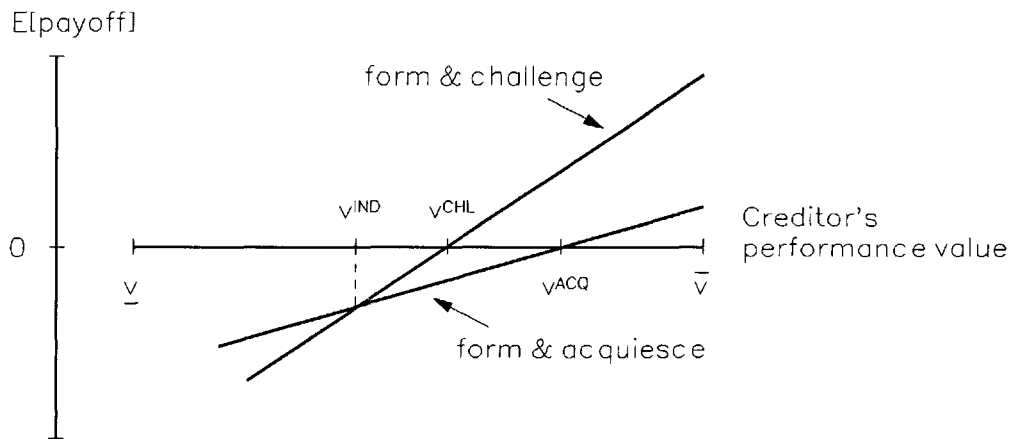 E[payoff]
form & challenge
v^IND
v^CHL
0
Creditor's
performance value
v
v^ACQ
v̄
form & acquiesce